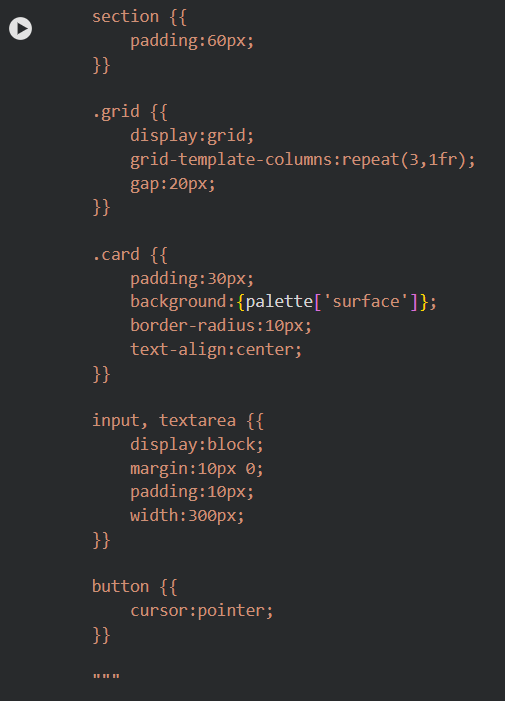 section {{
    padding:60px;
}}

.grid {{
    display:grid;
    grid-template-columns:repeat(3,1fr);
    gap:20px;
}}

.card {{
    padding:30px;
    background:{palette['surface']};
    border-radius:10px;
    text-align:center;
}}

input, textarea {{
    display:block;
    margin:10px 0;
    padding:10px;
    width:300px;
}}

button {{
    cursor:pointer;
}}

"""